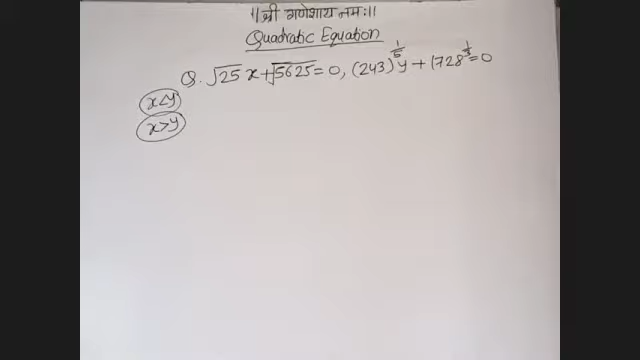 ||श्री गणेशाय नमः||
Quadratic Equation
Q. √25 x+√5625=0, (243)^(1/5) y + 1728^(1/3)=0
x<y
x>y